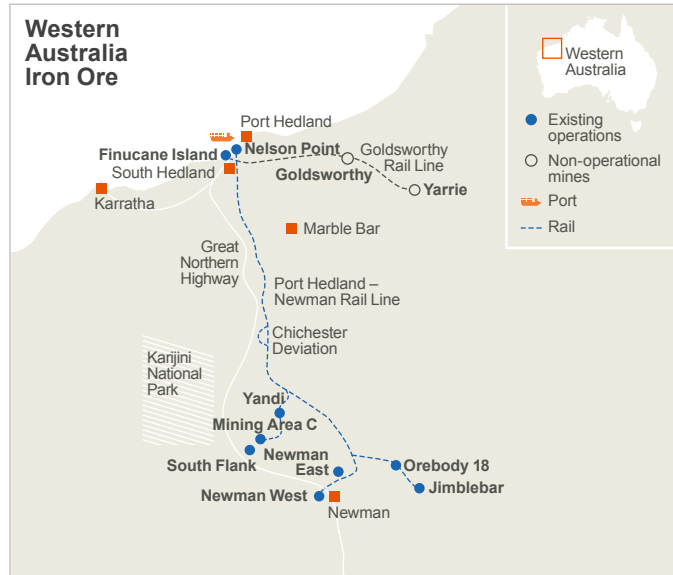 Western
Australia
Iron Ore
Western
Australia
Existing
operations
Non-operational
mines
Port
Rail
Port Hedland
Nelson Point
Finucane Island
South Hedland
Goldsworthy
Rail Line
Goldsworthy
Yarrie
Karratha
Marble Bar
Great
Northern
Highway
Port Hedland –
Newman Rail Line
Chichester
Deviation
Karijini
National
Park
Yandi
Mining Area C
South Flank
Newman
East
Orebody 18
Jimblebar
Newman West
Newman